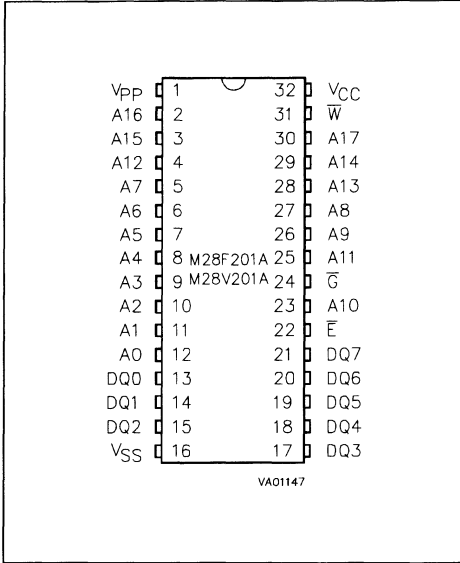 VPP 1 32 VCC
A16 2 31 W̅
A15 3 30 A17
A12 4 29 A14
A7 5 28 A13
A6 6 27 A8
A5 7 26 A9
A4 8 M28F201A 25 A11
A3 9 M28V201A 24 G̅
A2 10 23 A10
A1 11 22 E̅
A0 12 21 DQ7
DQ0 13 20 DQ6
DQ1 14 19 DQ5
DQ2 15 18 DQ4
VSS 16 17 DQ3
VA01147